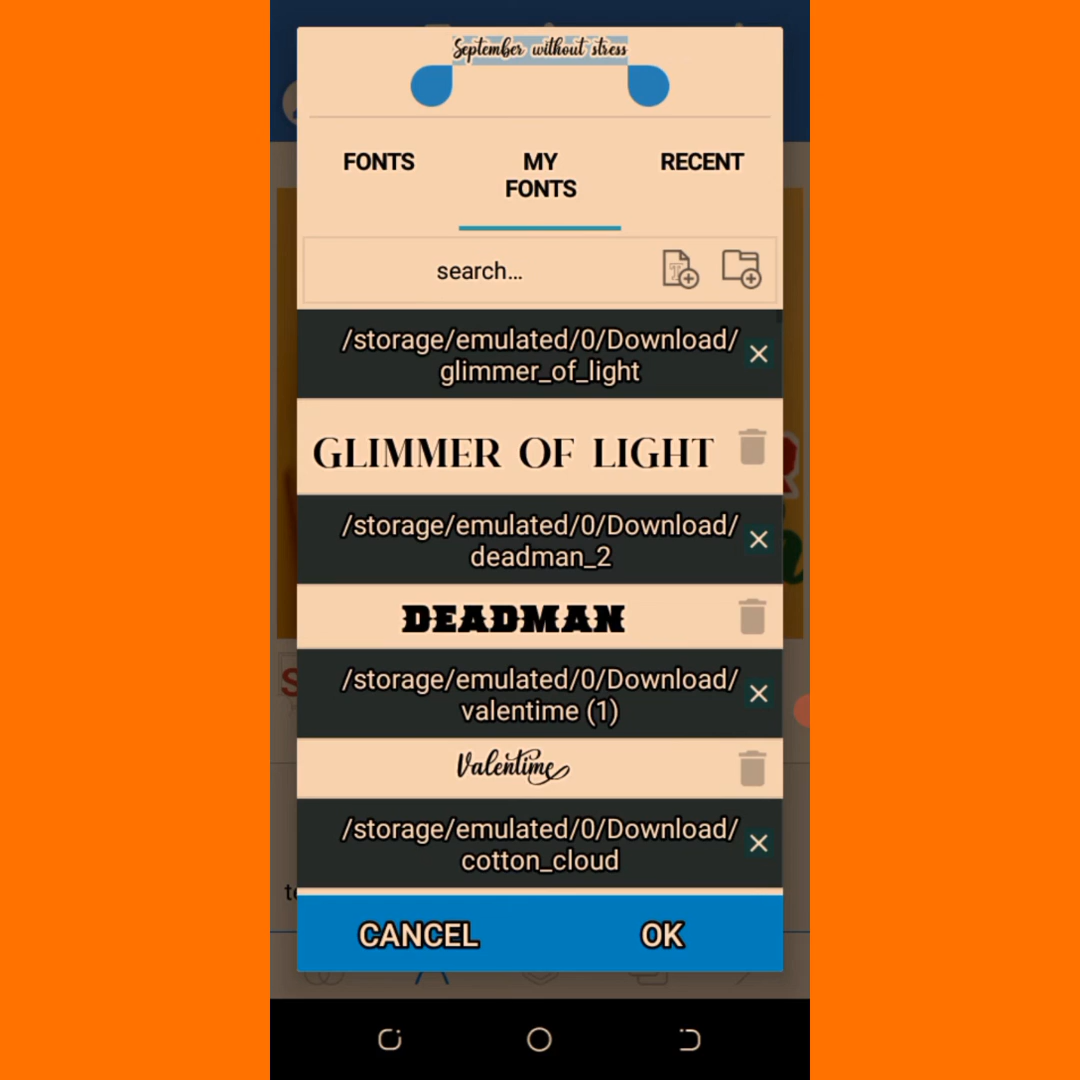 September without stress
FONTS
MY
FONTS
RECENT
search...
/storage/emulated/0/Download/
glimmer_of_light
GLIMMER OF LIGHT
/storage/emulated/0/Download/
deadman_2
DEADMAN
/storage/emulated/0/Download/
valentime (1)
Valentime
/storage/emulated/0/Download/
cotton_cloud
CANCEL
OK